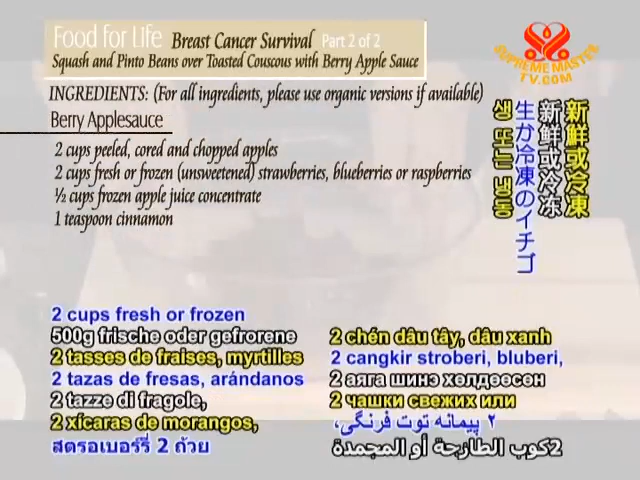 Food for Life Breast Cancer Survival Part 2 of 2
Squash and Pinto Beans over Toasted Couscous with Berry Apple Sauce
SUPREME MASTER
TV.COM
INGREDIENTS: (For all ingredients, please use organic versions if available)
Berry Applesauce
2 cups peeled, cored and chopped apples
2 cups fresh or frozen (unsweetened) strawberries, blueberries or raspberries
½ cups frozen apple juice concentrate
1 teaspoon cinnamon
新鮮或冷凍
新鲜或冷冻
生か冷凍のイチゴ
생 또는 냉동
2 cups fresh or frozen
500g frische oder gefrorene
2 tasses de fraises, myrtilles
2 tazas de fresas, arándanos
2 tazze di fragole,
2 xícaras de morangos,
สตรอเบอร์รี่ 2 ถ้วย
2 chén dâu tây, dâu xanh
2 cangkir stroberi, bluberi,
2 аяга шинэ хөлдөөсөн
2 чашки свежих или
۲ پیمانه توت فرنگی،
2كوب الطازجة أو المجمدة